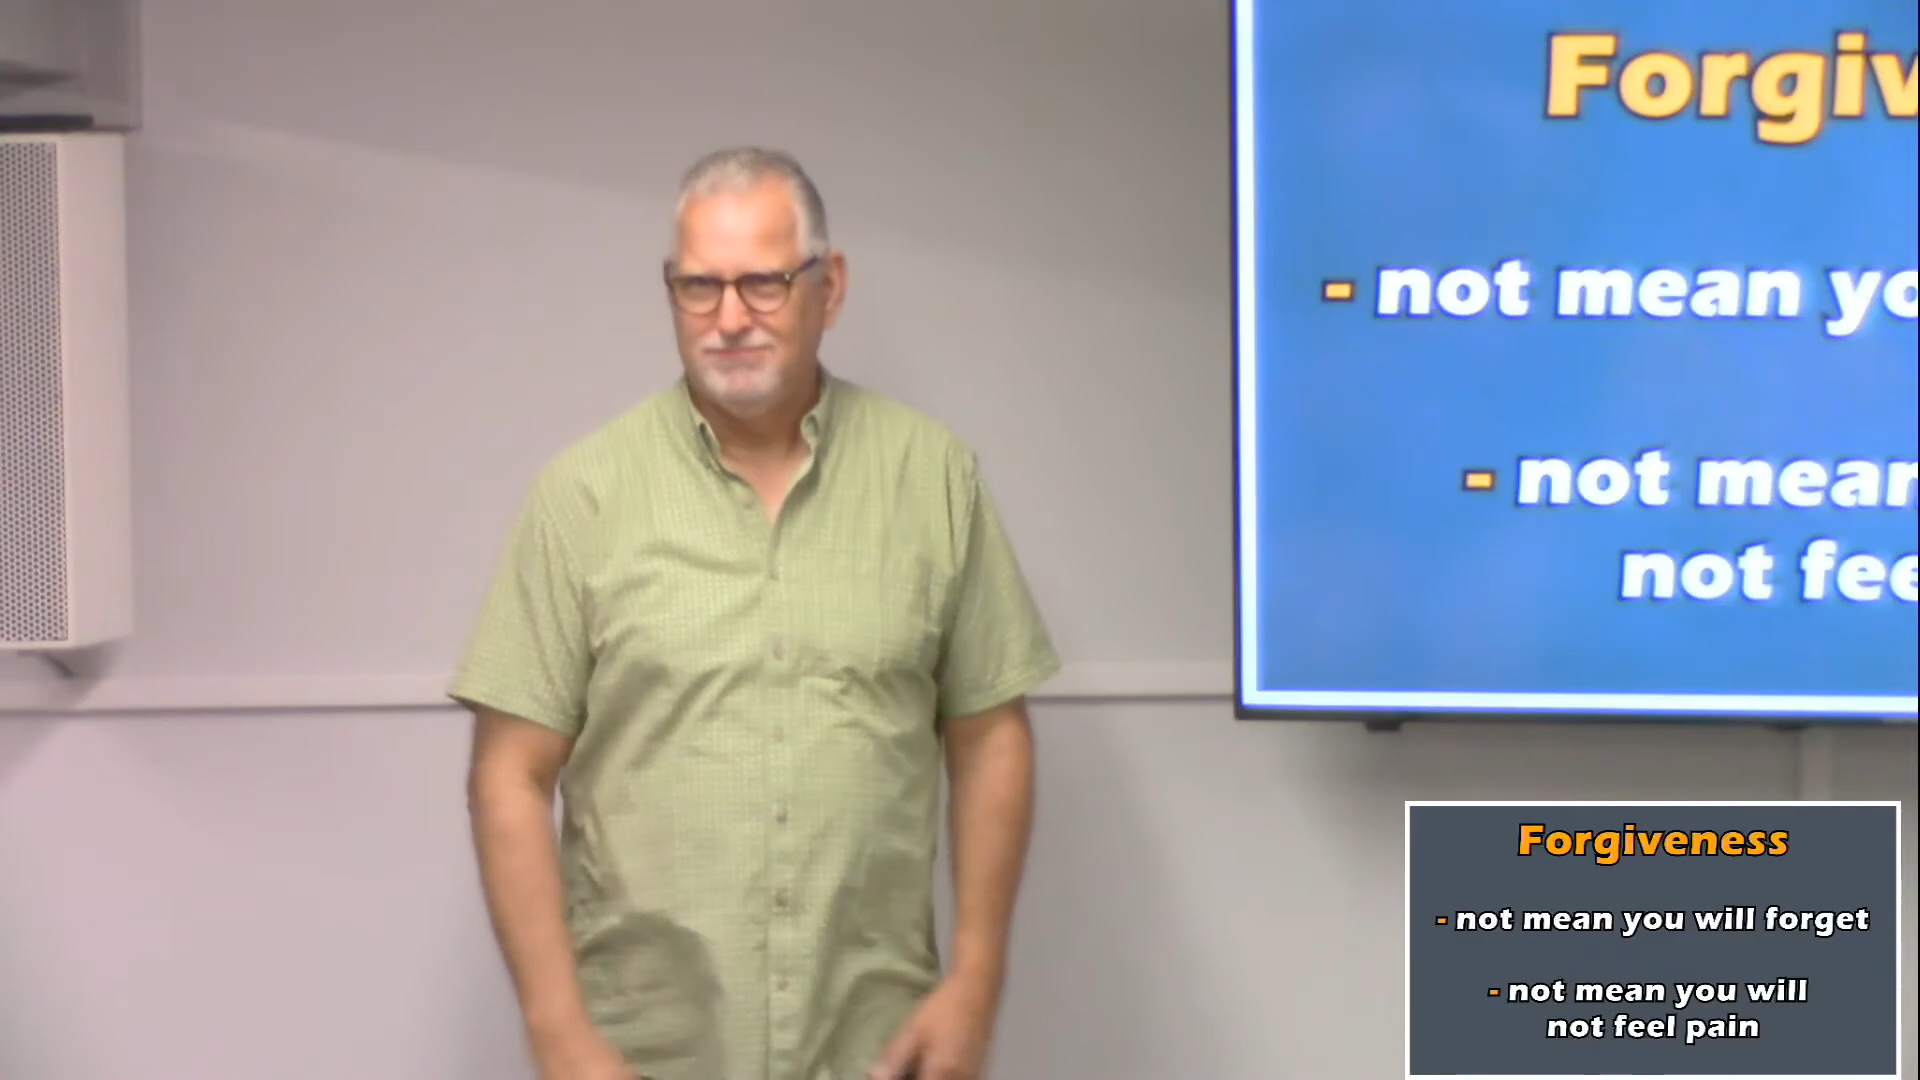 Forgiv
- not mean yo
- not mean
not fee
Forgiveness
- not mean you will forget
- not mean you will
not feel pain